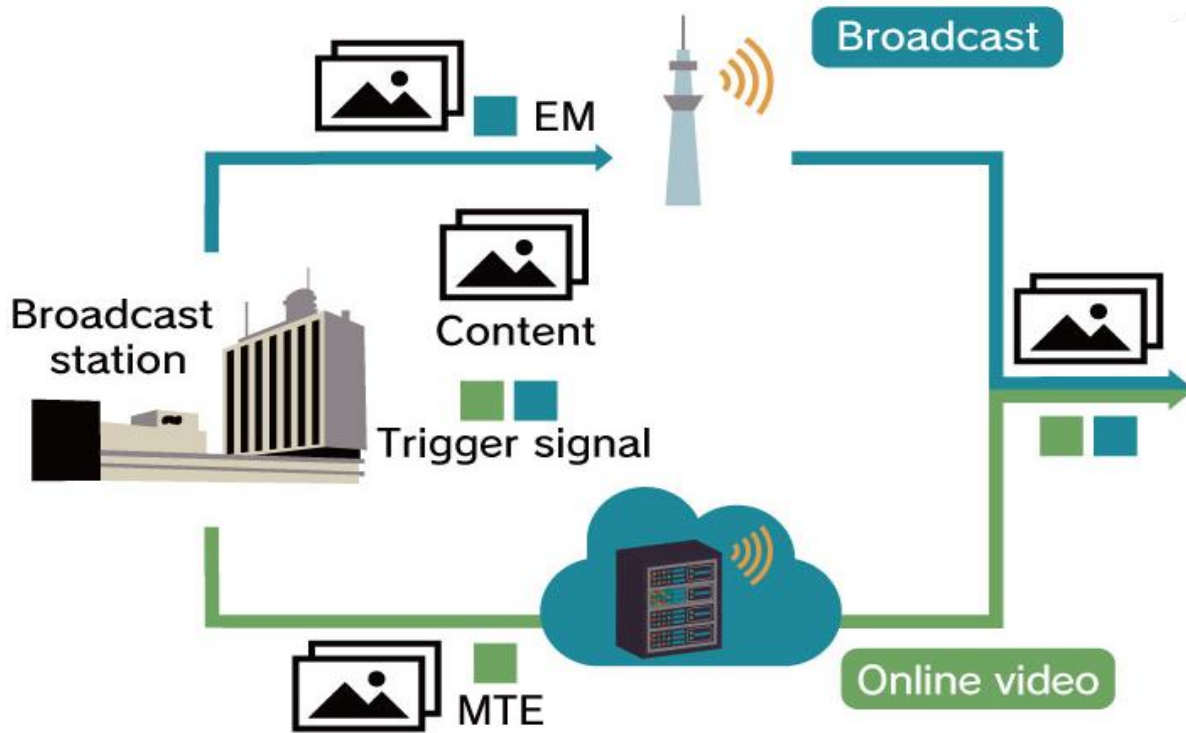 Broadcast
EM
Broadcast
station
Content
Trigger signal
MTE
Online video